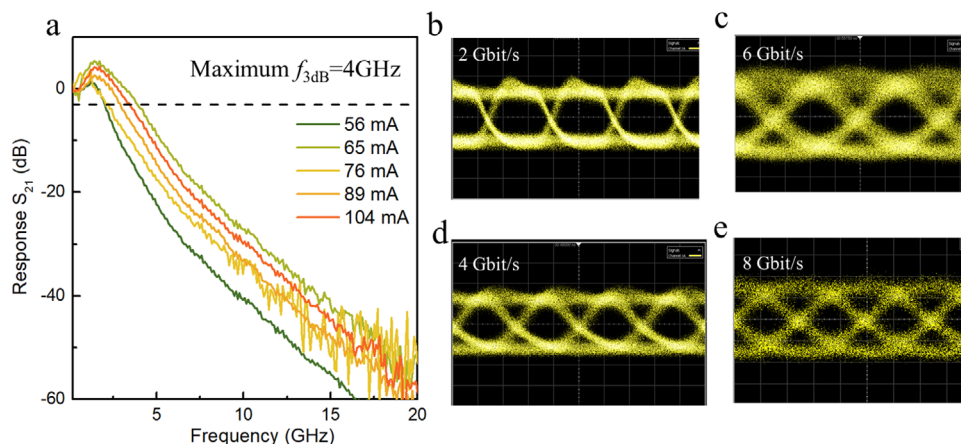 a
Maximum f3dB=4GHz
56 mA
65 mA
76 mA
89 mA
104 mA
Response S21 (dB)
0
-20
-40
-60
5
10
15
20
Frequency (GHz)
b
2 Gbit/s
c
6 Gbit/s
d
4 Gbit/s
e
8 Gbit/s